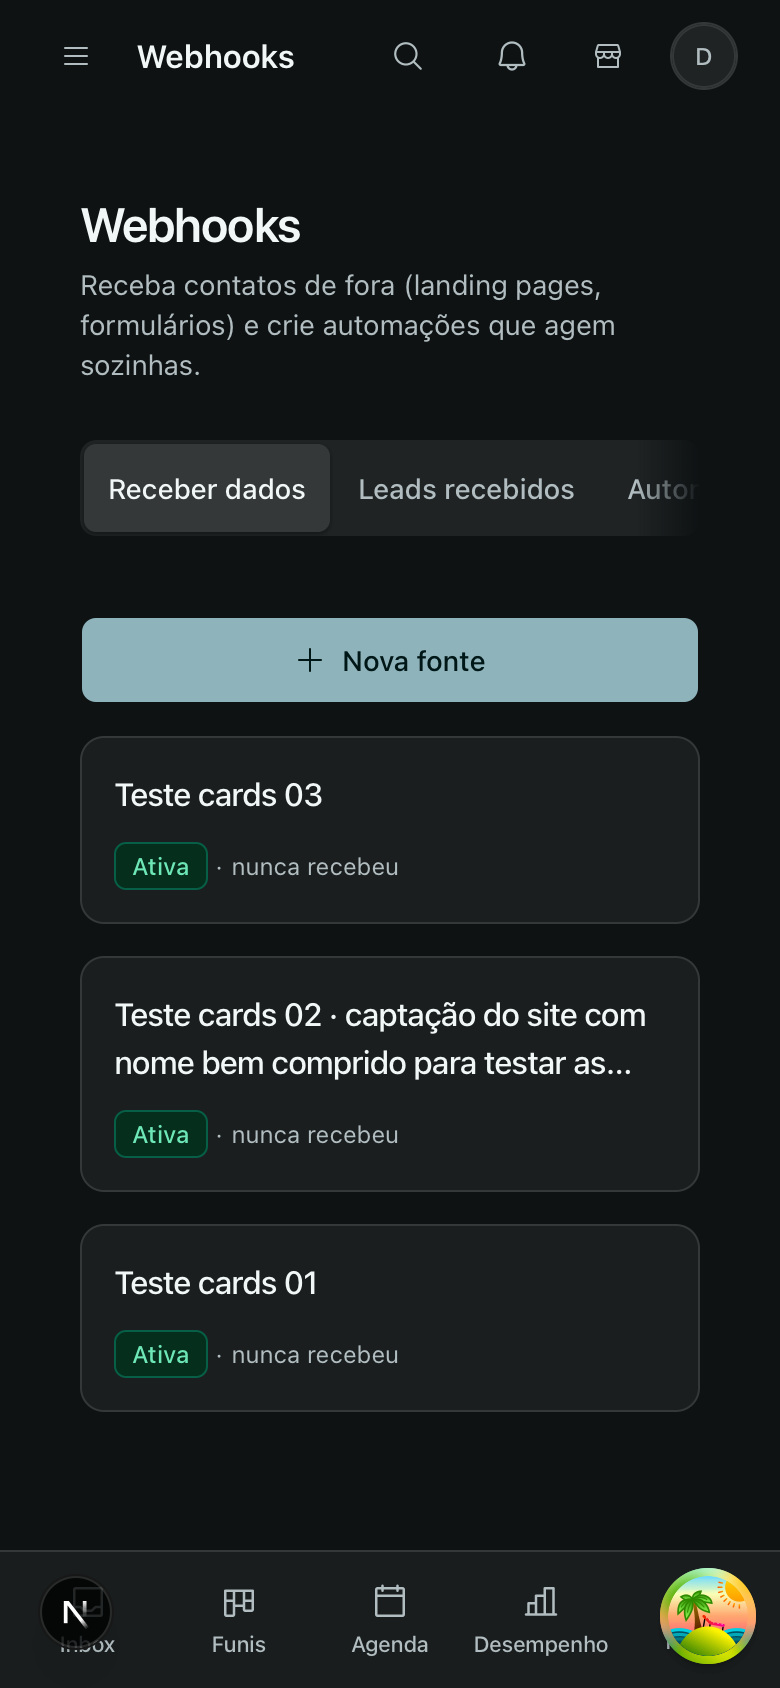 Webhooks
D
Webhooks
Receba contatos de fora (landing pages,
formulários) e crie automações que agem
sozinhas.
Receber dados
Leads recebidos
Autor
Nova fonte
Teste cards 03
Ativa · nunca recebeu
Teste cards 02 · captação do site com
nome bem comprido para testar as...
Ativa · nunca recebeu
Teste cards 01
Ativa · nunca recebeu
N
Inbox
Funis
Agenda
Desempenho